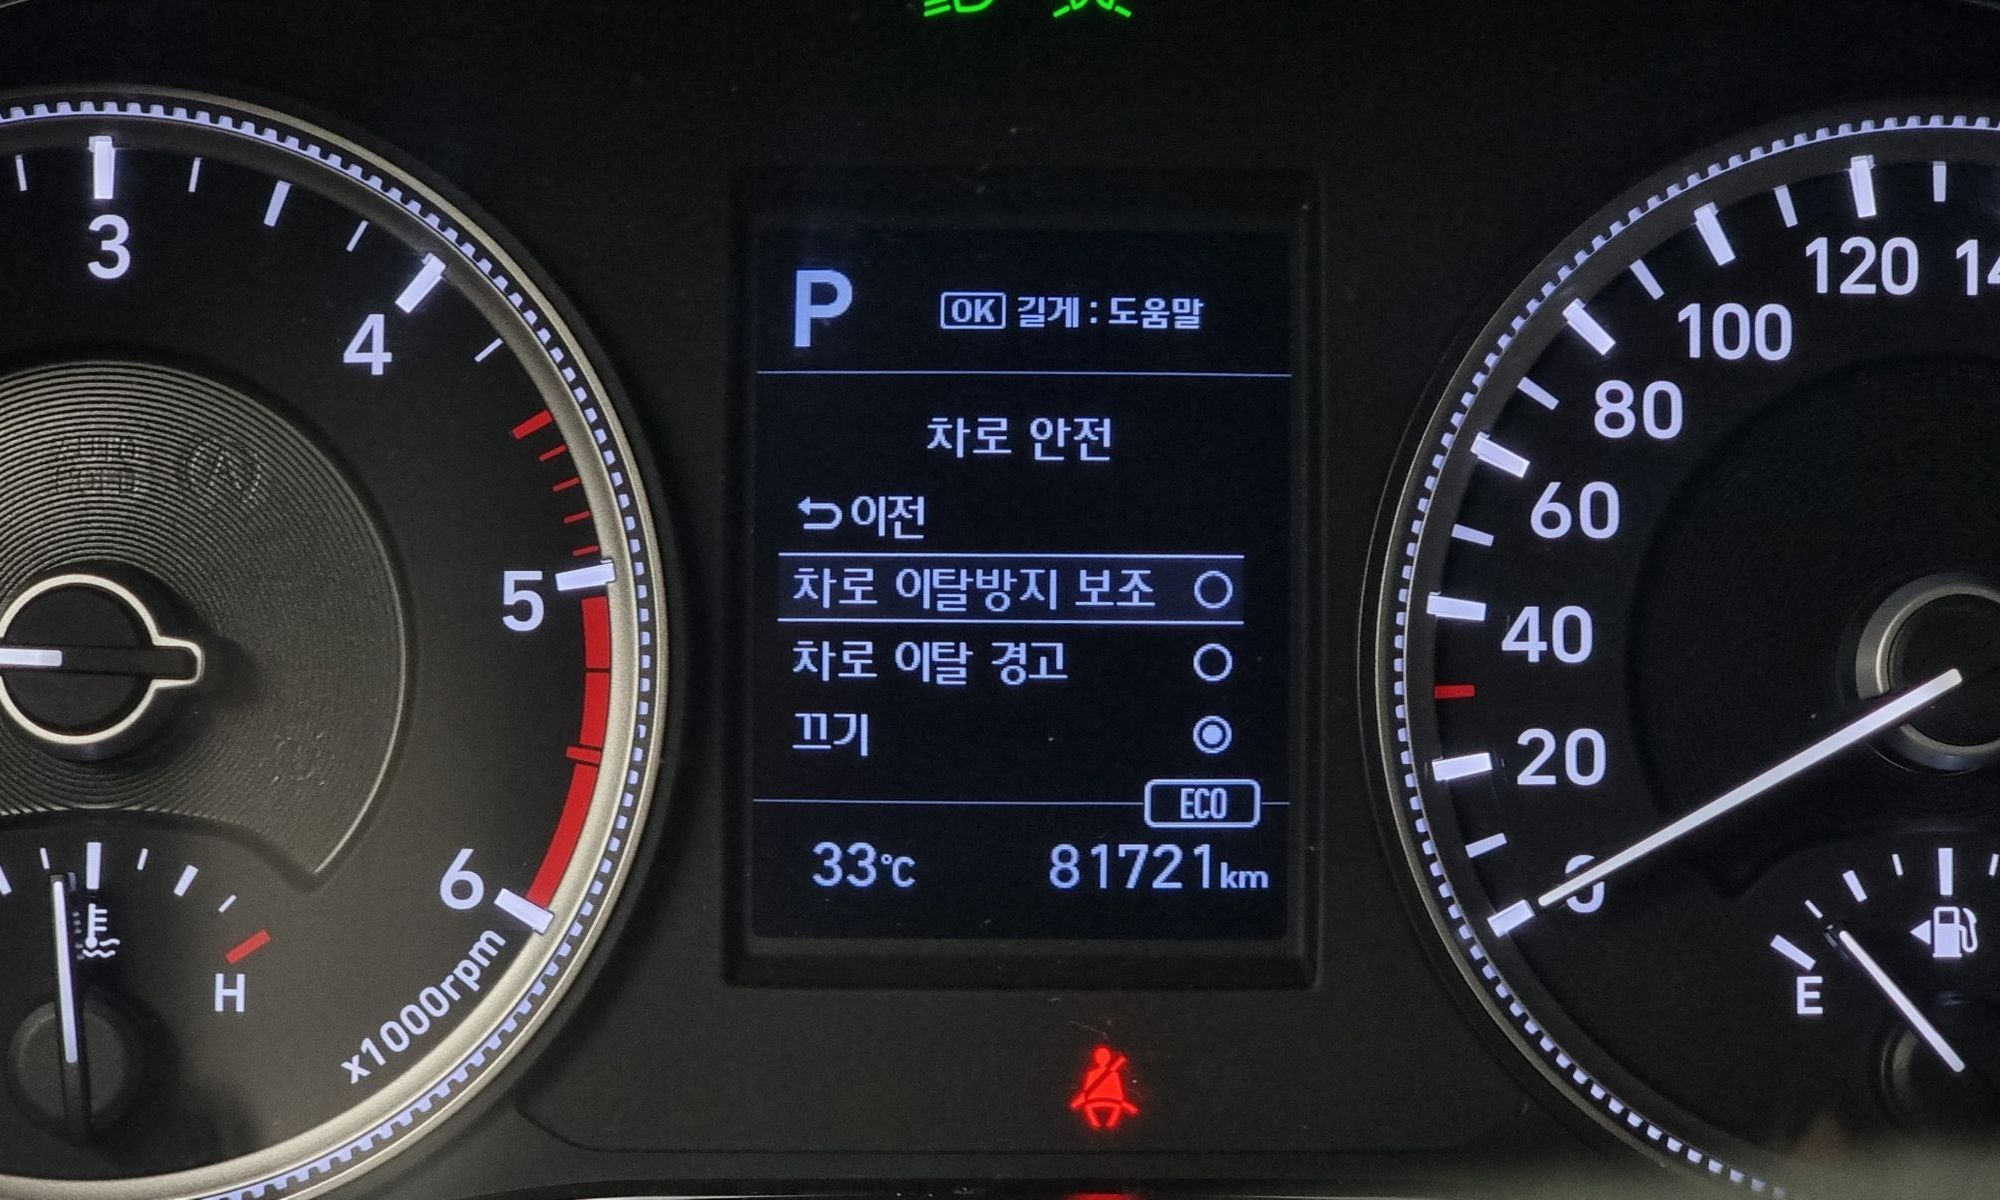 P
OK 길게 : 도움말
차로 안전
이전
차로 이탈방지 보조
차로 이탈 경고
끄기
ECO
33℃ 81721km
3
4
5
6
x1000rpm
H
120
100
80
60
40
20
0
E